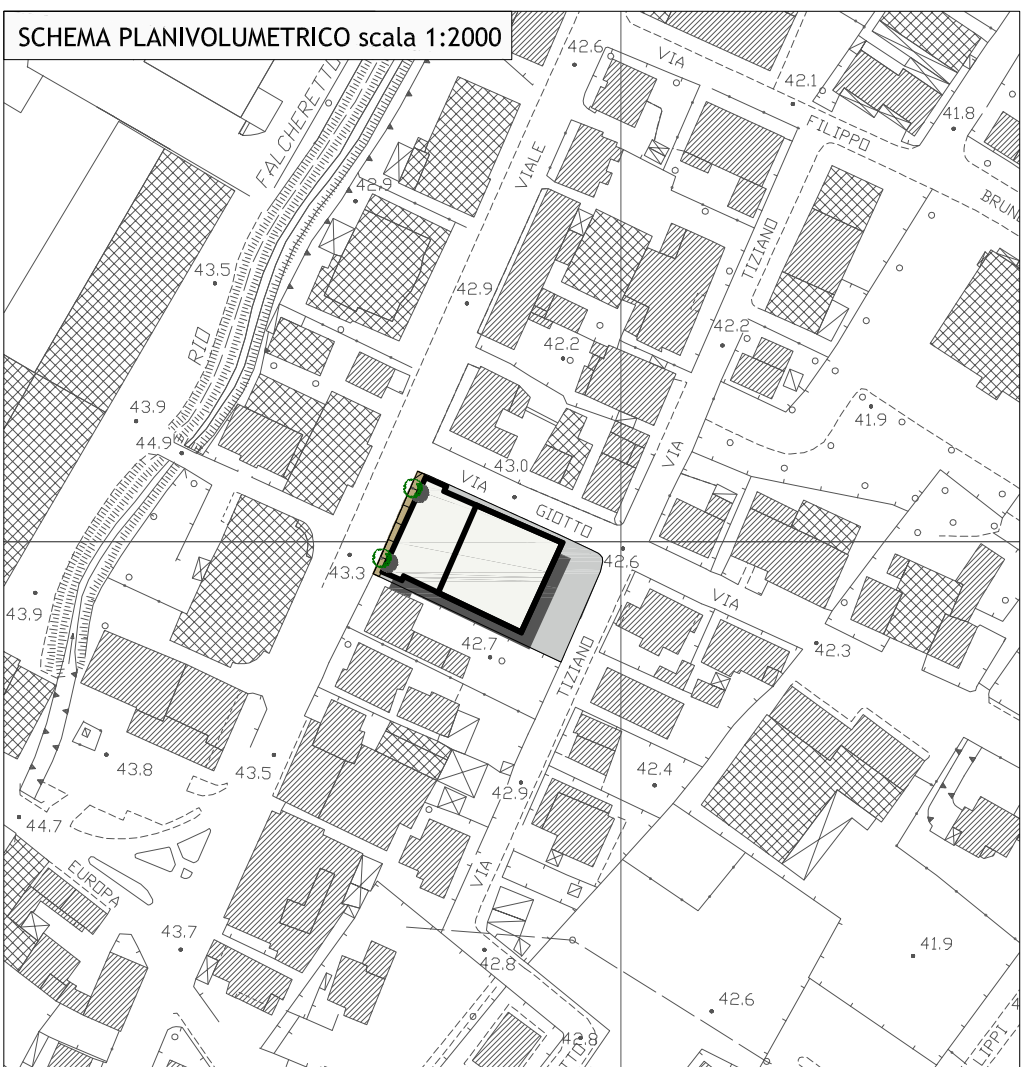 SCHEMA PLANIVOLUMETRICO scala 1:2000
42.6
VIA
42.1
FILIPPO
41.8
FALCHERETTO
VIALE
42.9
BRUN
TIZIANO
43.5
42.9
RIO
42.2
42.2
43.9
41.9
44.9
VIA
43.0
VIA
GIOTTO
43.3
42.6
43.9
VIA
42.7
42.3
TIZIANO
43.8
43.5
42.4
42.9
44.7
EUROPA
VIA
43.7
41.9
42.8
42.6
42.8
LIPPI